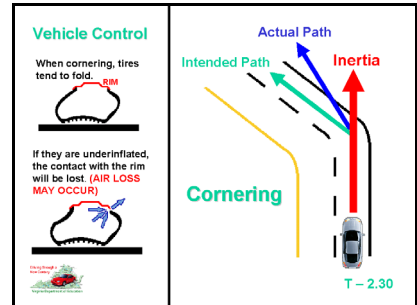 Vehicle Control
When cornering, tires
tend to fold.
RIM
If they are underinflated,
the contact with the rim
will be lost. (AIR LOSS
MAY OCCUR)
Actual Path
Intended Path
Inertia
Cornering
T – 2.30